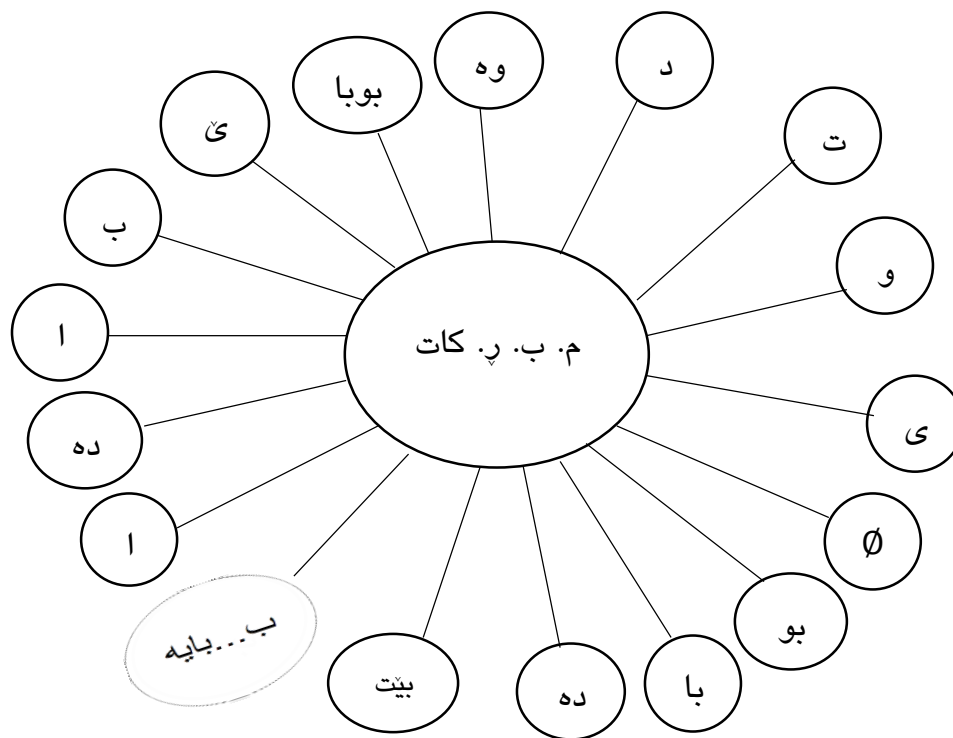 م. ب. ڕ. کات
د
ت
و
ی
Ø
بو
با
ده
بێت
ب...بایه
ا
ده
ا
ب
ێ
بوبا
وه